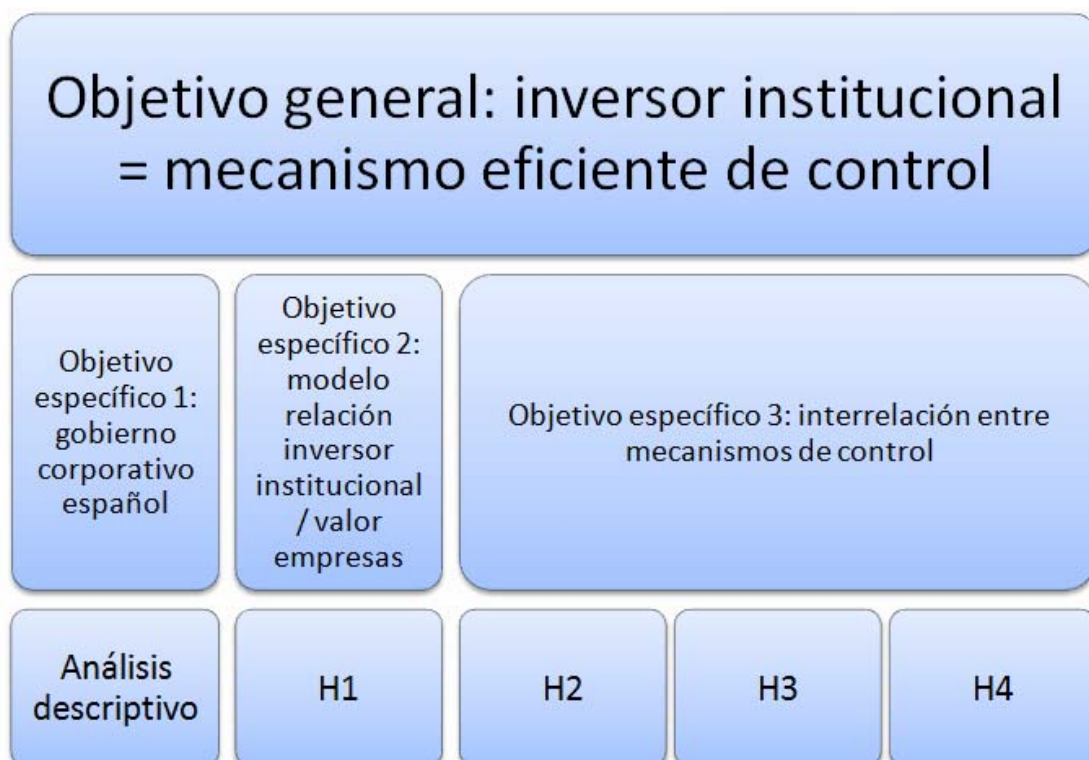 Objetivo general: inversor institucional
= mecanismo eficiente de control
Objetivo
específico 1:
gobierno
corporativo
español
Objetivo
específico 2:
modelo
relación
inversor
institucional
/ valor
empresas
Objetivo específico 3: interrelación entre
mecanismos de control
Análisis
descriptivo
H1
H2
H3
H4